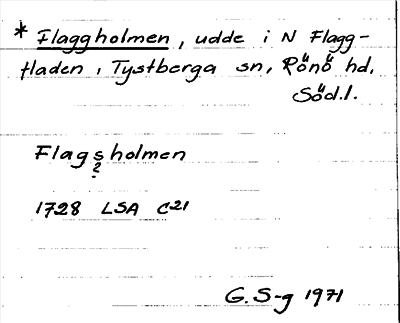 * Flaggholmen, udde i N Flagg-
fladen, Tystberga sn, Rönö hd,
Söd.l.
Flagsholmen
?
1728 LSA C21
G. S-g 1971